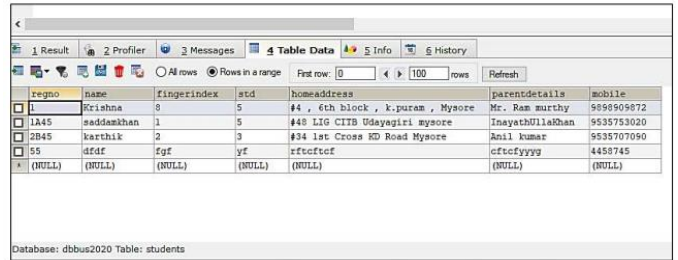 1 Result 2 Profiler 3 Messages 4 Table Data 5 Info 6 History
All rows Rows in a range First row: 0 100 rows Refresh
regno name fingerindex std homeaddress parentdetails mobile
1 Krishna 8 5 #4 , 6th block , k.puram , Mysore Mr. Ram murthy 9898909872
1A45 saddamkhan 1 5 #48 LIG CITB Udayagiri mysore InayathUllaKhan 9535753020
2B45 karthik 2 3 #34 1st Cross KD Road Mysore Anil kumar 9535707090
55 dfdf fgf yf rftcftcf cftcfyyyg 4458745
* (NULL) (NULL) (NULL) (NULL) (NULL) (NULL) (NULL)
Database: dbbus2020 Table: students